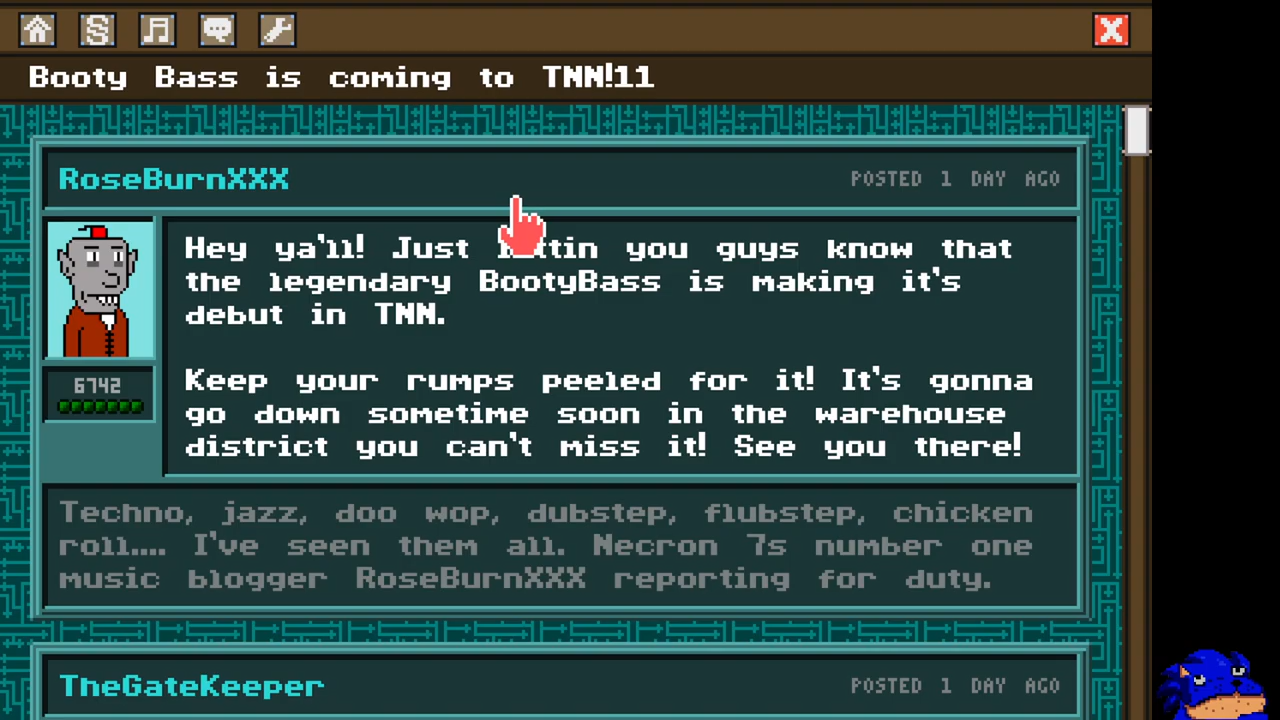 Booty Bass is coming to TNN!11
RoseBurnXXX
POSTED 1 DAY AGO
Hey ya'll! Just you guys know that
the legendary BootyBass is making it's
debut in TNN.
Keep your rumps peeled for it! It's gonna
go down sometime soon in the warehouse
district you can't miss it! See you there!
6742
Techno, jazz, doo wop, dubstep, flubstep, chicken
roll.... I've seen them all. Necron 7s number one
music blogger RoseBurnXXX reporting for duty.
TheGateKeeper
POSTED 1 DAY AGO